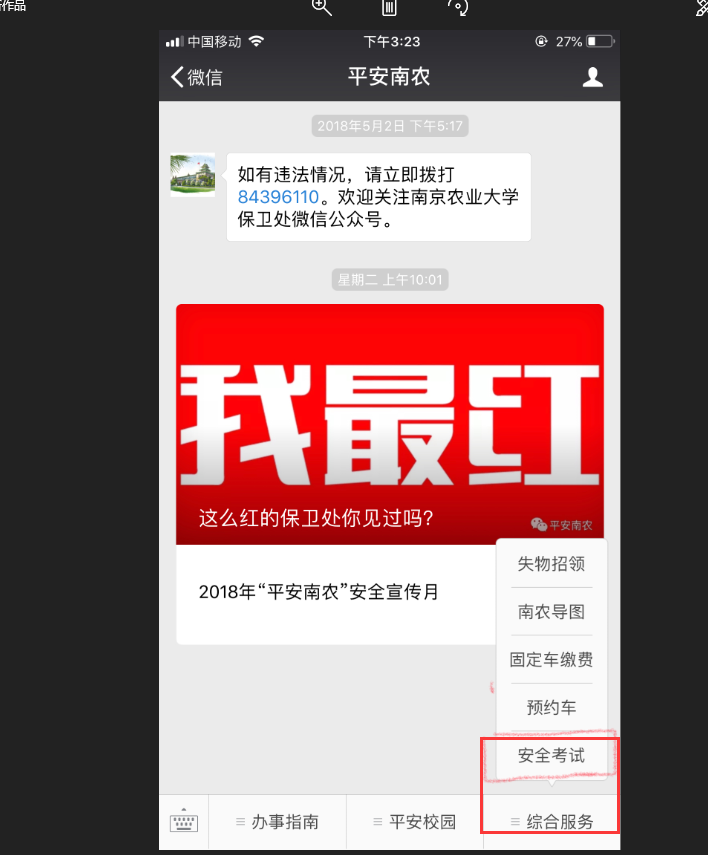 作品
中国移动
下午3:23
27%
微信
平安南农
2018年5月2日 下午5:17
如有违法情况，请立即拨打
84396110。欢迎关注南京农业大学
保卫处微信公众号。
星期二 上午10:01
我最红
这么红的保卫处你见过吗？
平安南农
2018年“平安南农”安全宣传月
失物招领
南农导图
固定车缴费
预约车
安全考试
办事指南
平安校园
综合服务